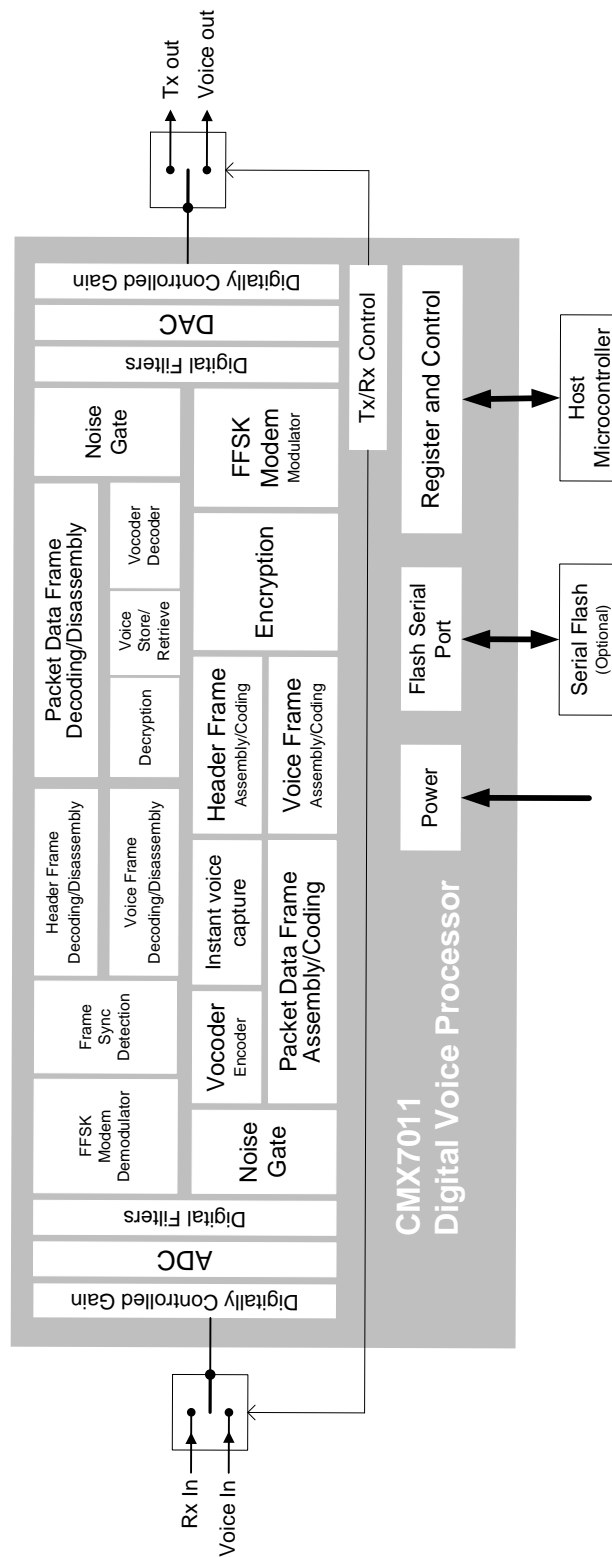 Rx In
Voice In
Digitally Controlled Gain
ADC
Digital Filters
FFSK
Modem
Demodulator
Frame
Sync
Detection
Header Frame
Decoding/Disassembly
Voice Frame
Decoding/Disassembly
Packet Data Frame
Decoding/Disassembly
Decryption
Voice
Store/
Retrieve
Vocoder
Decoder
Noise
Gate
Noise
Gate
Vocoder
Encoder
Instant voice
capture
Packet Data Frame
Assembly/Coding
Header Frame
Assembly/Coding
Voice Frame
Assembly/Coding
Encryption
FFSK
Modem
Modulator
Digital Filters
DAC
Digitally Controlled Gain
Tx out
Voice out
Tx/Rx Control
CMX7011
Digital Voice Processor
Power
Flash Serial
Port
Register and Control
Serial Flash
(Optional)
Host
Microcontroller